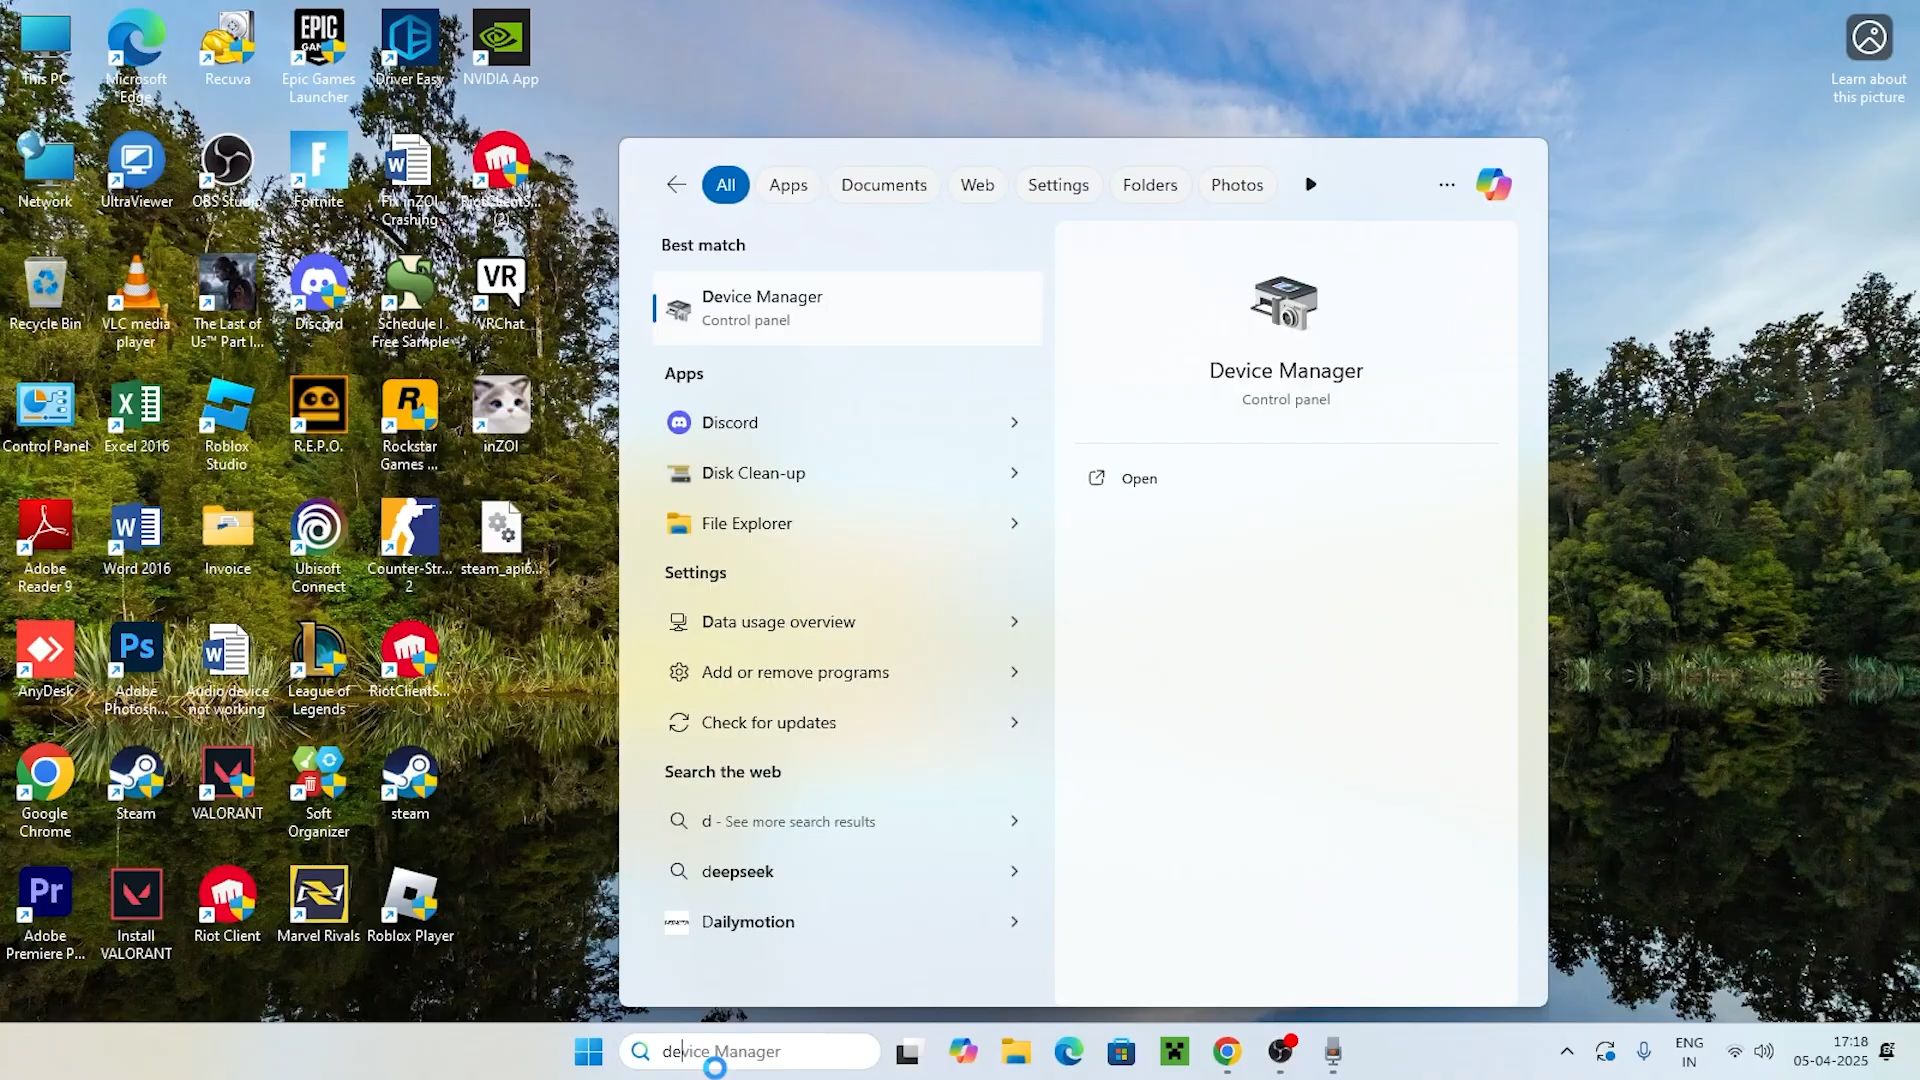 This PC
Microsoft
Edge
Recuva
EPIC
GAMES
Epic Games
Launcher
Driver Easy
NVIDIA App
Learn about
this picture
Network
UltraViewer
OBS Studio
F
Fortnite
W
Fix inZOI
Crashing
RiotClientS...
(2)
Recycle Bin
VLC media
player
The Last of
Us™ Part I...
Discord
Schedule I
Free Sample
VR
VRChat
Control Panel
X
Excel 2016
Roblox
Studio
R.E.P.O.
R
Rockstar
Games ...
inZOI
Adobe
Reader 9
W
Word 2016
Invoice
Ubisoft
Connect
Counter-Str...
2
steam_api6...
AnyDesk
Ps
Adobe
Photosh...
W
Audio device
not working
L
League of
Legends
RiotClientS...
Google
Chrome
Steam
VALORANT
Soft
Organizer
steam
Pr
Adobe
Premiere P...
Install
VALORANT
Riot Client
Marvel Rivals
Roblox Player
All
Apps
Documents
Web
Settings
Folders
Photos
...
Best match
Device Manager
Control panel
Apps
Discord
Disk Clean-up
File Explorer
Settings
Data usage overview
Add or remove programs
Check for updates
Search the web
d - See more search results
deepseek
Dailymotion
Device Manager
Control panel
Open
device Manager
ENG
IN
17:18
05-04-2025